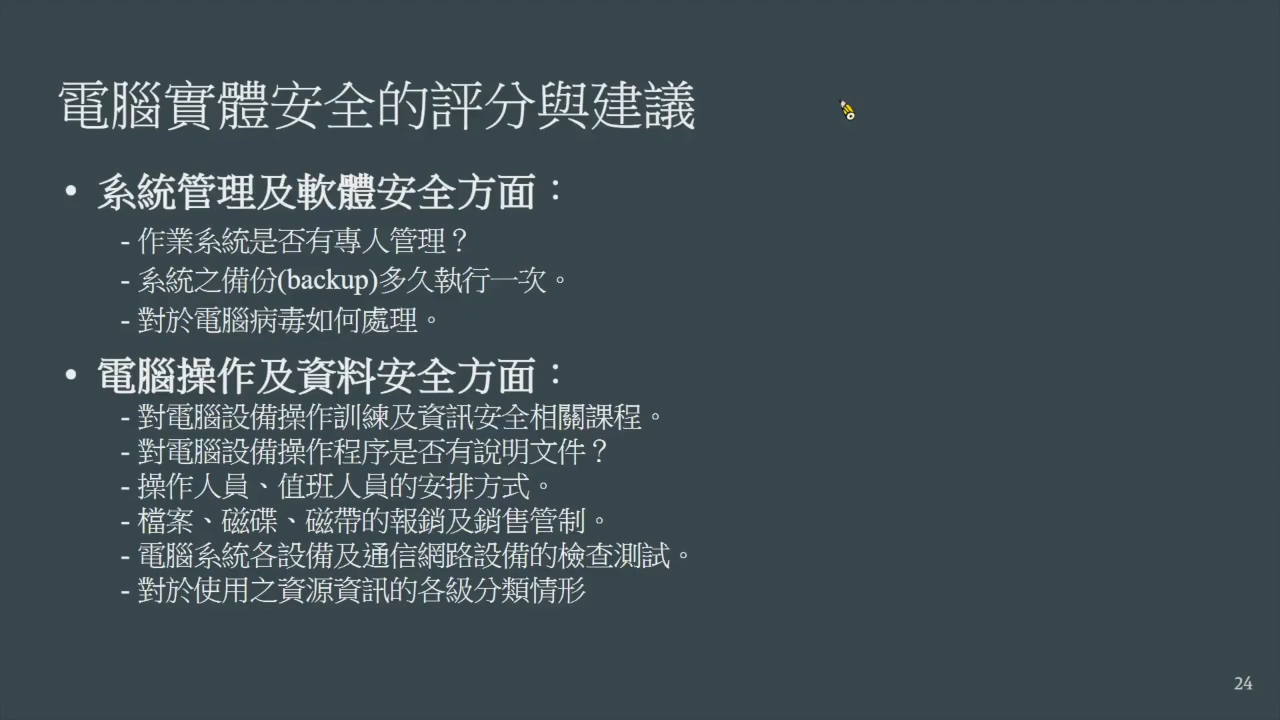 電腦實體安全的評分與建議
• 系統管理及軟體安全方面：
- 作業系統是否有專人管理？
- 系統之備份(backup)多久執行一次。
- 對於電腦病毒如何處理。
• 電腦操作及資料安全方面：
- 對電腦設備操作訓練及資訊安全相關課程。
- 對電腦設備操作程序是否有說明文件？
- 操作人員、值班人員的安排方式。
- 檔案、磁碟、磁帶的報銷及銷售管制。
- 電腦系統各設備及通信網路設備的檢查測試。
- 對於使用之資源資訊的各級分類情形
24